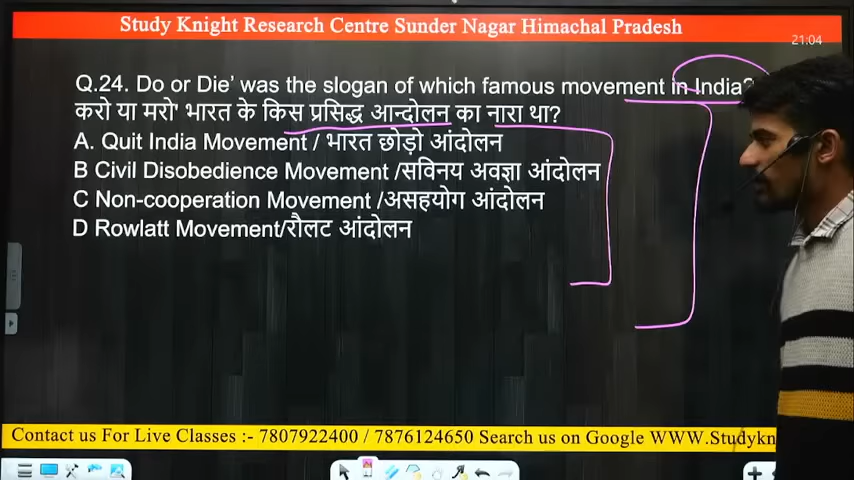 Study Knight Research Centre Sunder Nagar Himachal Pradesh
21:04
Q.24. Do or Die' was the slogan of which famous movement in India?
करो या मरो' भारत के किस प्रसिद्ध आन्दोलन का नारा था?
A. Quit India Movement / भारत छोड़ो आंदोलन
B Civil Disobedience Movement /सविनय अवज्ञा आंदोलन
C Non-cooperation Movement /असहयोग आंदोलन
D Rowlatt Movement/रौलट आंदोलन
Contact us For Live Classes :- 7807922400 / 7876124650 Search us on Google WWW.Studykn